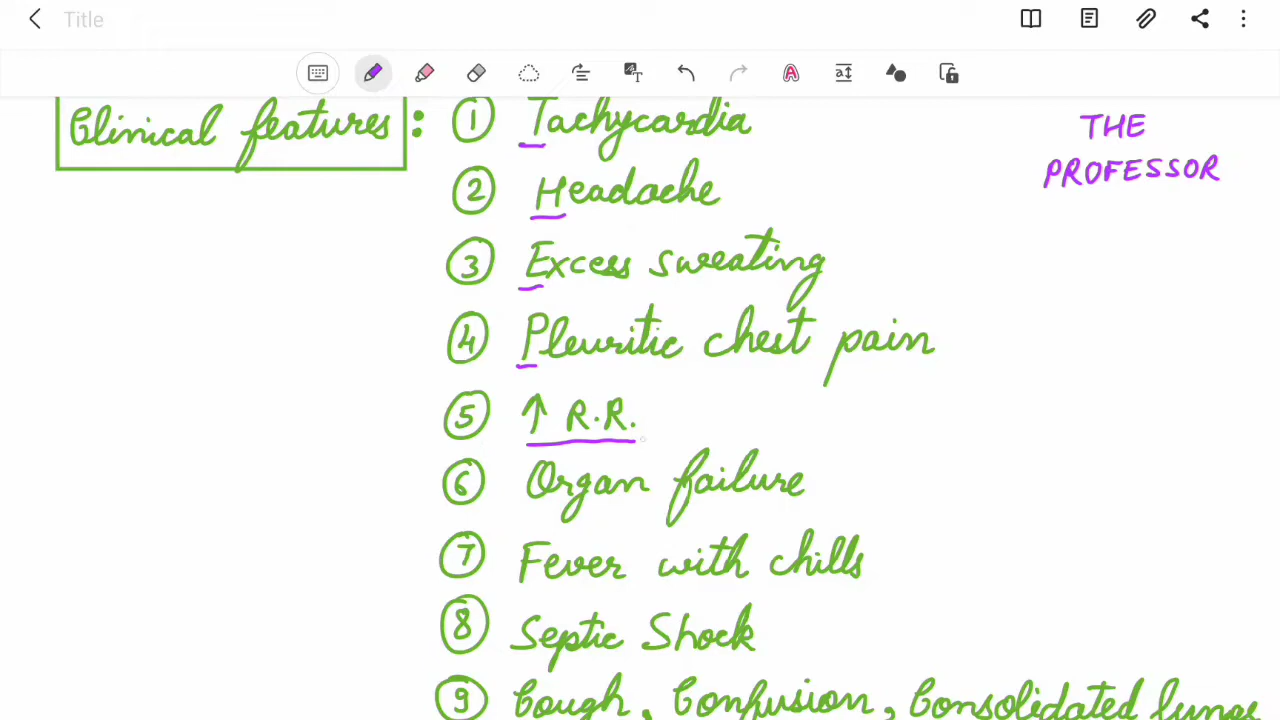 Title
Clinical features :
① Tachycardia
THE
PROFESSOR
② Headache
③ Excess sweating
④ Pleuritic chest pain
⑤ ↑ R.R.
⑥ Organ failure
⑦ Fever with chills
⑧ Septic Shock
⑨ Cough, Confusion, Consolidated lungs